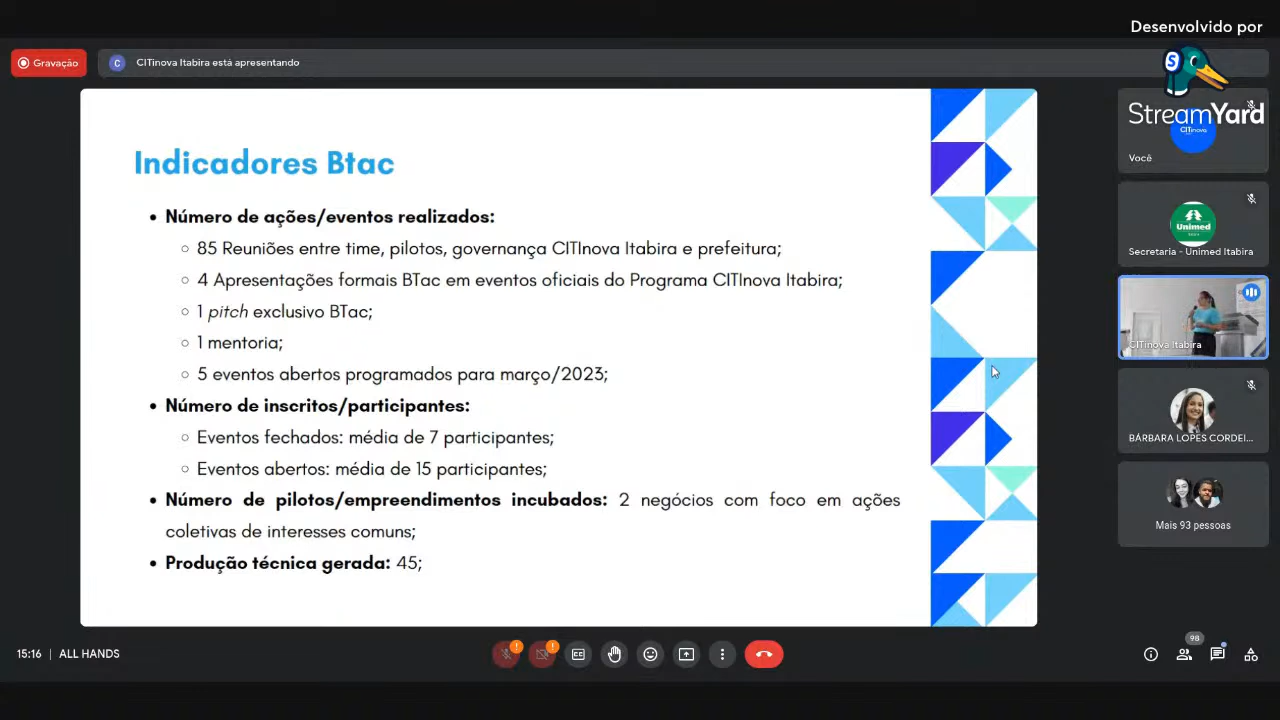 Desenvolvido por
StreamYard
Gravação
C
CITinova Itabira está apresentando
Indicadores Btac
• Número de ações/eventos realizados:
○ 85 Reuniões entre time, pilotos, governança CITInova Itabira e prefeitura;
○ 4 Apresentações formais BTac em eventos oficiais do Programa CITInova Itabira;
○ 1 pitch exclusivo BTac;
○ 1 mentoria;
○ 5 eventos abertos programados para março/2023;
• Número de inscritos/participantes:
○ Eventos fechados: média de 7 participantes;
○ Eventos abertos: média de 15 participantes;
• Número de pilotos/empreendimentos incubados: 2 negócios com foco em ações
coletivas de interesses comuns;
• Produção técnica gerada: 45;
S
CITinova
Você
Unimed
Secretaria - Unimed Itabira
CITinova Itabira
BÁRBARA LOPES CORDEI...
Mais 93 pessoas
15:16 | ALL HANDS
CC
98